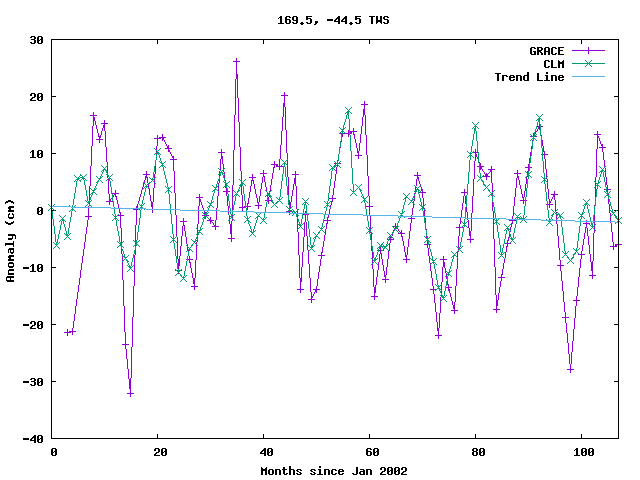 169.5, -44.5 TWS
GRACE
CLM
Trend Line
30
20
10
0
-10
-20
-30
-40
Anomaly (cm)
0 20 40 60 80 100
Months since Jan 2002